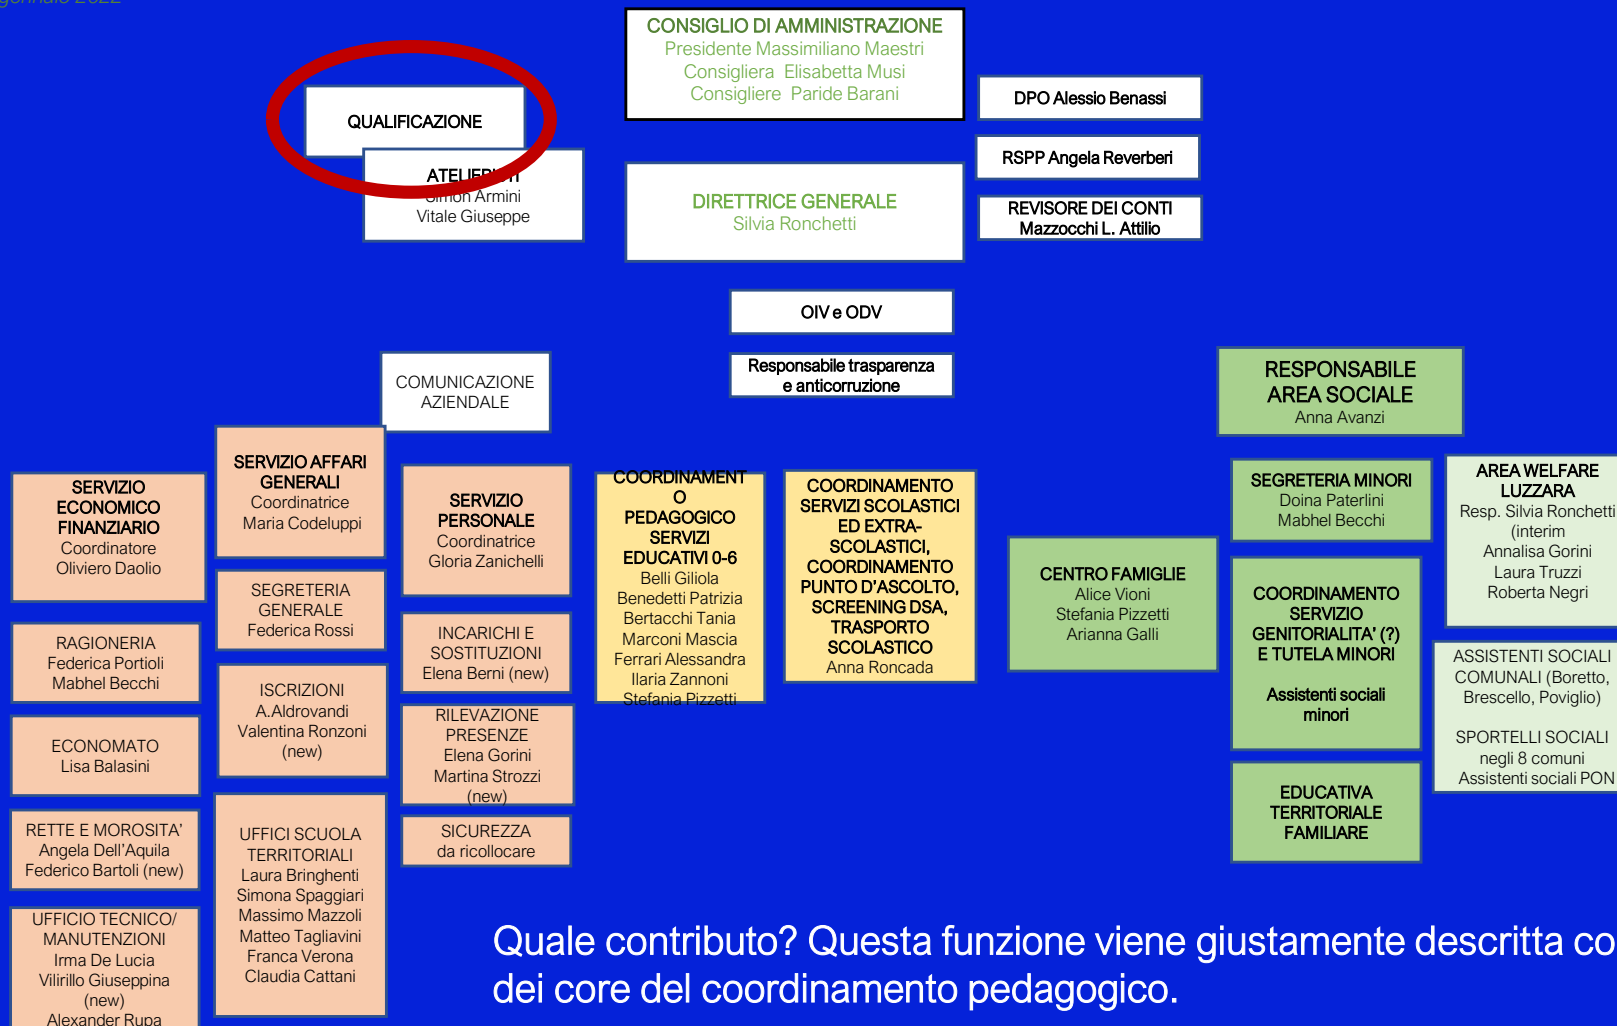 gennaio 2022
CONSIGLIO DI AMMINISTRAZIONE
Presidente Massimiliano Maestri
Consigliera Elisabetta Musi
Consigliere Paride Barani
QUALIFICAZIONE
ATELIERISTI
Simon Armini
Vitale Giuseppe
DPO Alessio Benassi
RSPP Angela Reverberi
REVISORE DEI CONTI
Mazzocchi L. Attilio
DIRETTRICE GENERALE
Silvia Ronchetti
OIV e ODV
Responsabile trasparenza
e anticorruzione
COMUNICAZIONE
AZIENDALE
RESPONSABILE
AREA SOCIALE
Anna Avanzi
SERVIZIO
ECONOMICO
FINANZIARIO
Coordinatore
Oliviero Daolio
RAGIONERIA
Federica Portioli
Mabhel Becchi
ECONOMATO
Lisa Balasini
RETTE E MOROSITA’
Angela Dell’Aquila
Federico Bartoli (new)
UFFICIO TECNICO/
MANUTENZIONI
Irma De Lucia
Vilirillo Giuseppina
(new)
Alexander Rupa
SERVIZIO AFFARI
GENERALI
Coordinatrice
Maria Codeluppi
SEGRETERIA
GENERALE
Federica Rossi
ISCRIZIONI
A.Aldrovandi
Valentina Ronzoni
(new)
UFFICI SCUOLA
TERRITORIALI
Laura Bringhenti
Simona Spaggiari
Massimo Mazzoli
Matteo Tagliavini
Franca Verona
Claudia Cattani
SERVIZIO
PERSONALE
Coordinatrice
Gloria Zanichelli
INCARICHI E
SOSTITUZIONI
Elena Berni (new)
RILEVAZIONE
PRESENZE
Elena Gorini
Martina Strozzi
(new)
SICUREZZA
da ricollocare
COORDINAMENT
O
PEDAGOGICO
SERVIZI
EDUCATIVI 0-6
Belli Giliola
Benedetti Patrizia
Bertacchi Tania
Marconi Mascia
Ferrari Alessandra
Ilaria Zannoni
Stefania Pizzetti
COORDINAMENTO
SERVIZI SCOLASTICI
ED EXTRA-
SCOLASTICI,
COORDINAMENTO
PUNTO D'ASCOLTO,
SCREENING DSA,
TRASPORTO
SCOLASTICO
Anna Roncada
CENTRO FAMIGLIE
Alice Vioni
Stefania Pizzetti
Arianna Galli
SEGRETERIA MINORI
Doina Paterlini
Mabhel Becchi
COORDINAMENTO
SERVIZIO
GENITORIALITA’ (?)
E TUTELA MINORI
Assistenti sociali
minori
EDUCATIVA
TERRITORIALE
FAMILIARE
AREA WELFARE
LUZZARA
Resp. Silvia Ronchetti
(interim
Annalisa Gorini
Laura Truzzi
Roberta Negri
ASSISTENTI SOCIALI
COMUNALI (Boretto,
Brescello, Poviglio)
SPORTELLI SOCIALI
negli 8 comuni
Assistenti sociali PON
Quale contributo? Questa funzione viene giustamente descritta co
dei core del coordinamento pedagogico.